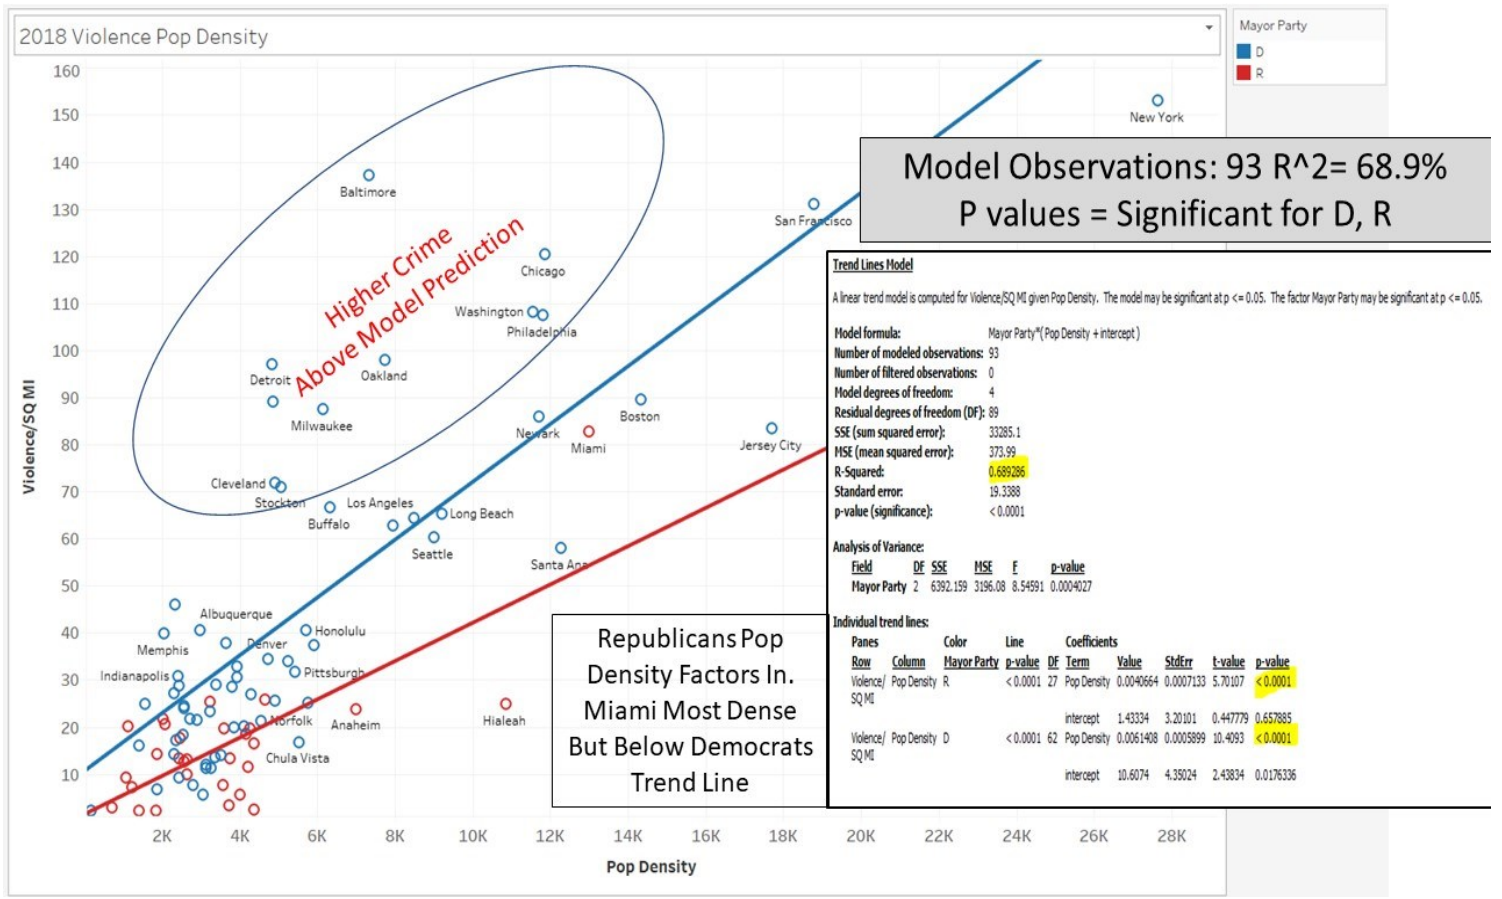 2018 Violence Pop Density
Mayor Party
D
R
160
150
140
130
120
110
100
90
80
70
60
50
40
30
20
10
Violence/SQ MI
2K
4K
6K
8K
10K
12K
14K
16K
18K
20K
22K
24K
26K
28K
Pop Density
New York
Baltimore
San Francisco
Chicago
Washington
Philadelphia
Detroit
Oakland
Milwaukee
Boston
Newark
Miami
Jersey City
Cleveland
Stockton
Los Angeles
Buffalo
Long Beach
Seattle
Santa Ana
Albuquerque
Memphis
Denver
Honolulu
Indianapolis
Pittsburgh
Norfolk
Anaheim
Hialeah
Chula Vista
Higher Crime
Above Model Prediction
Model Observations: 93 R^2= 68.9%
P values = Significant for D, R
Republicans Pop
Density Factors In.
Miami Most Dense
But Below Democrats
Trend Line
Trend Lines Model
A linear trend model is computed for Violence/SQ MI given Pop Density. The model may be significant at p <= 0.05. The factor Mayor Party may be significant at p <= 0.05.
Model formula: Mayor Party*( Pop Density + intercept )
Number of modeled observations: 93
Number of filtered observations: 0
Model degrees of freedom: 4
Residual degrees of freedom (DF): 89
SSE (sum squared error): 33285.1
MSE (mean squared error): 373.99
R-Squared: 0.689286
Standard error: 19.3388
p-value (significance): < 0.0001
Analysis of Variance:
Field DF SSE MSE F p-value
Mayor Party 2 6392.159 3196.08 8.54591 0.0004027
Individual trend lines:
Panes Color Line Coefficients
Row Column Mayor Party p-value DF Term Value StdErr t-value p-value
Violence/ Pop Density R < 0.0001 27 Pop Density 0.0040664 0.0007133 5.70107 < 0.0001
SQ MI
intercept 1.43334 3.20101 0.447779 0.657885
Violence/ Pop Density D < 0.0001 62 Pop Density 0.0061408 0.0005899 10.4093 < 0.0001
SQ MI
intercept 10.6074 4.35024 2.43834 0.0176336